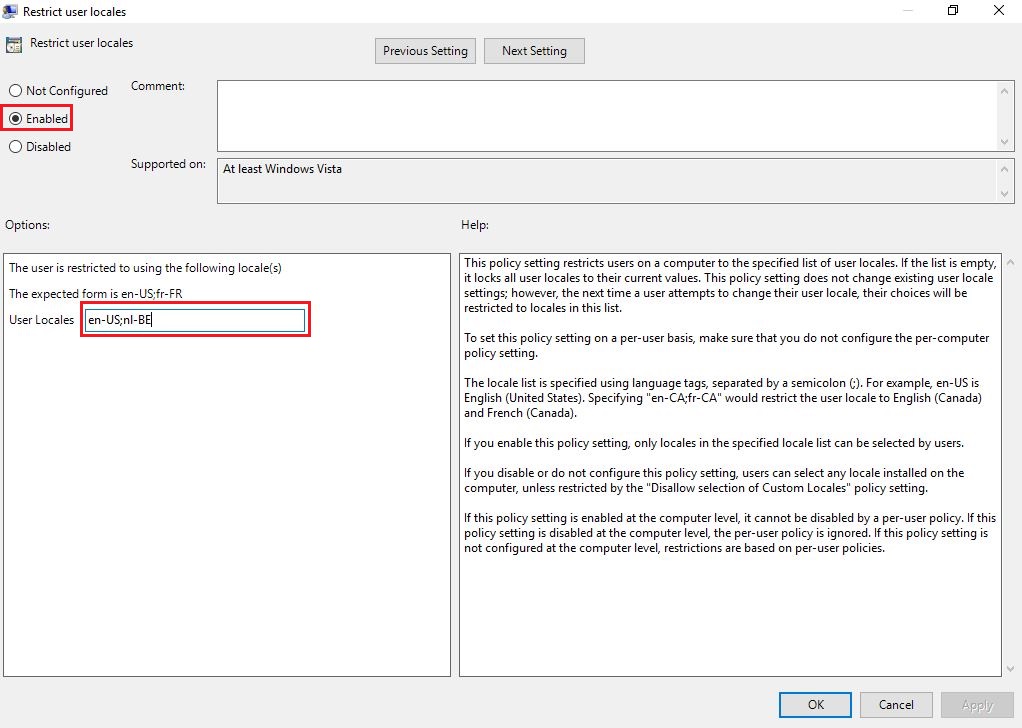 Restrict user locales
Restrict user locales
Previous Setting
Next Setting
Not Configured
Comment:
Enabled
Disabled
Supported on:
At least Windows Vista
Options:
Help:
The user is restricted to using the following locale(s)
The expected form is en-US;fr-FR
User Locales
en-US;nl-BE
This policy setting restricts users on a computer to the specified list of user locales. If the list is empty,
it locks all user locales to their current values. This policy setting does not change existing user locale
settings; however, the next time a user attempts to change their user locale, their choices will be
restricted to locales in this list.
To set this policy setting on a per-user basis, make sure that you do not configure the per-computer
policy setting.
The locale list is specified using language tags, separated by a semicolon (;). For example, en-US is
English (United States). Specifying "en-CA;fr-CA" would restrict the user locale to English (Canada)
and French (Canada).
If you enable this policy setting, only locales in the specified locale list can be selected by users.
If you disable or do not configure this policy setting, users can select any locale installed on the
computer, unless restricted by the "Disallow selection of Custom Locales" policy setting.
If this policy setting is enabled at the computer level, it cannot be disabled by a per-user policy. If this
policy setting is disabled at the computer level, the per-user policy is ignored. If this policy setting is
not configured at the computer level, restrictions are based on per-user policies.
OK
Cancel
Apply